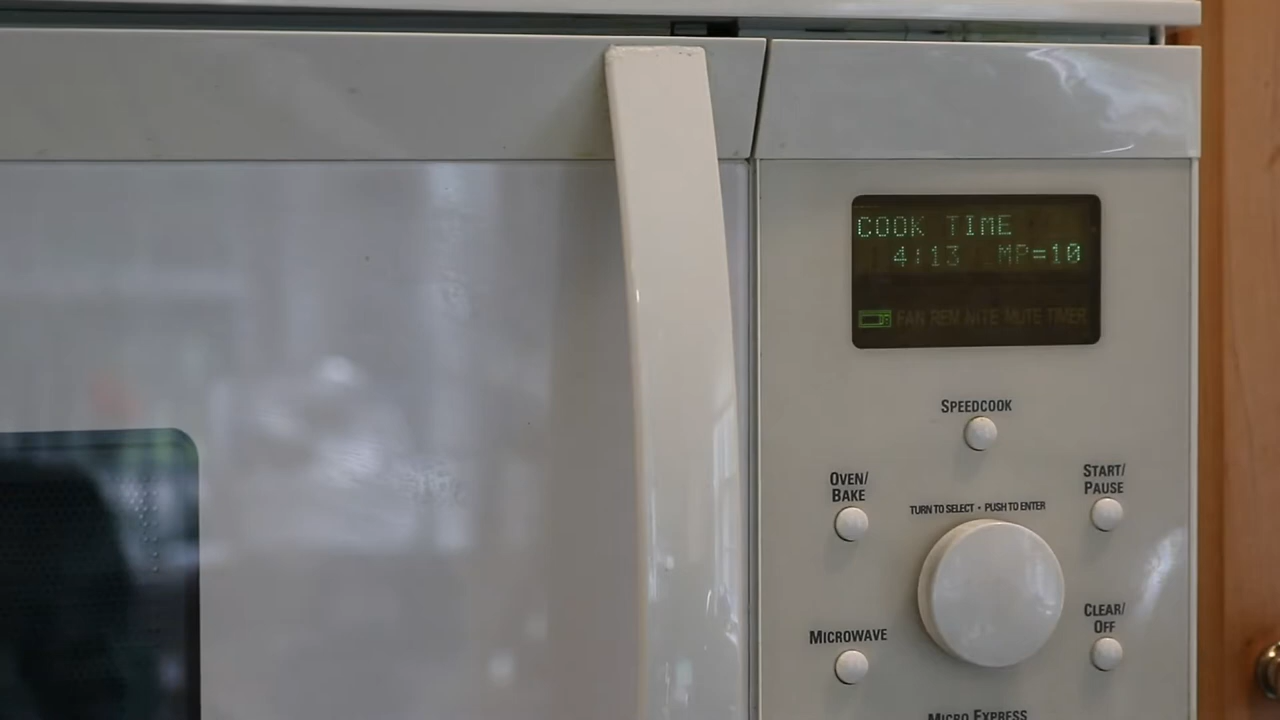 COOK TIME
4:13 MP=10
FAN REM NITE MUTE TIMER
SPEEDCOOK
OVEN/
BAKE
START/
PAUSE
TURN TO SELECT • PUSH TO ENTER
CLEAR/
OFF
MICROWAVE
MICRO EXPRESS